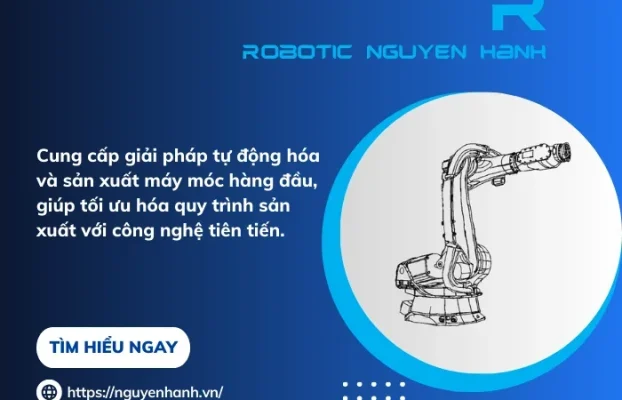 ROBOTIC NGUYEN HANH
Cung cấp giải pháp tự động hóa
và sản xuất máy móc hàng đầu,
giúp tối ưu hóa quy trình sản
xuất với công nghệ tiên tiến.
TÌM HIỂU NGAY
https://nguyenhanh.vn/